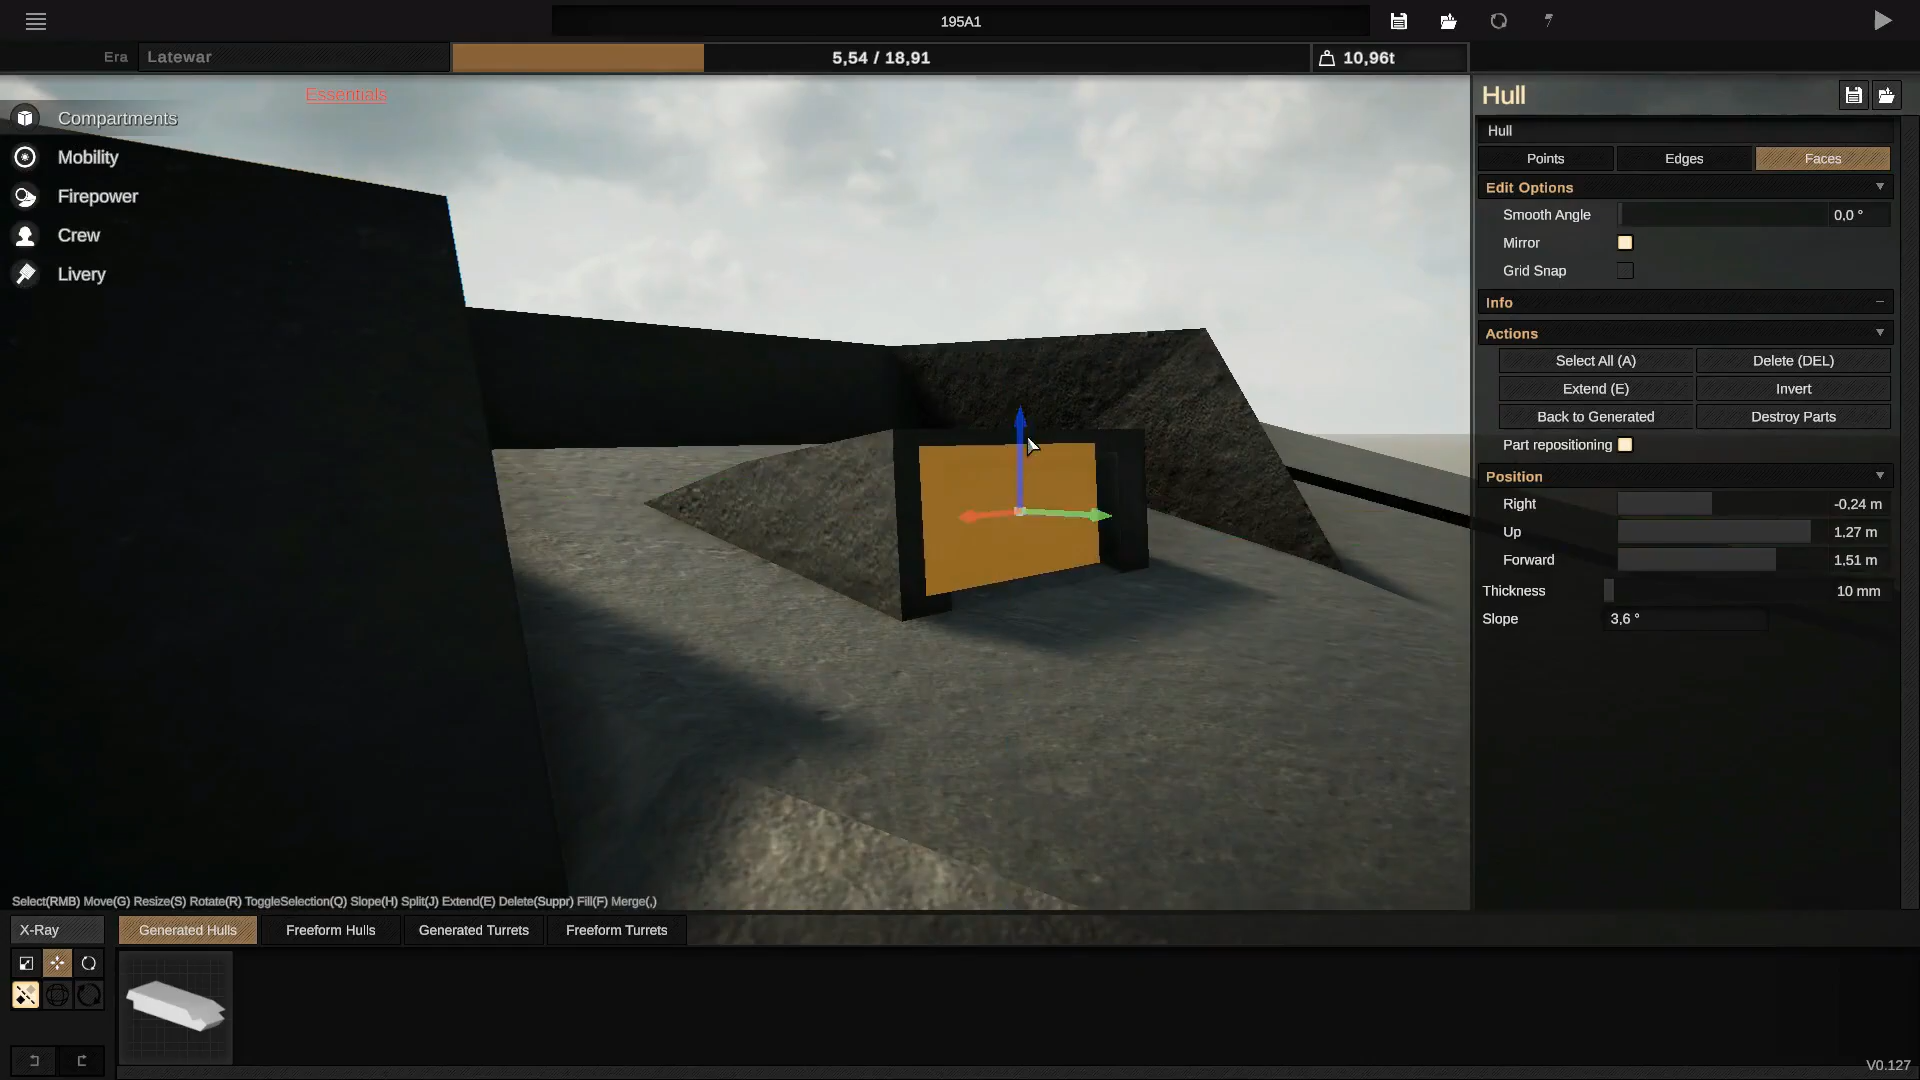 195A1
Era
Latewar
5,54 / 18,91
10,96t
Essentials
Compartments
Mobility
Firepower
Crew
Livery
Hull
Hull
Points
Edges
Faces
Edit Options
Smooth Angle
0,0 °
Mirror
Grid Snap
Info
Actions
Select All (A)
Delete (DEL)
Extend (E)
Invert
Back to Generated
Destroy Parts
Part repositioning
Position
Right
-0,24 m
Up
1,27 m
Forward
1,51 m
Thickness
10 mm
Slope
3,6 °
Select(RMB) Move(G) Resize(S) Rotate(R) ToggleSelection(Q) Slope(H) Split(J) Extend(E) Delete(Suppr) Fill(F) Merge(,)
X-Ray
Generated Hulls
Freeform Hulls
Generated Turrets
Freeform Turrets
V0.127